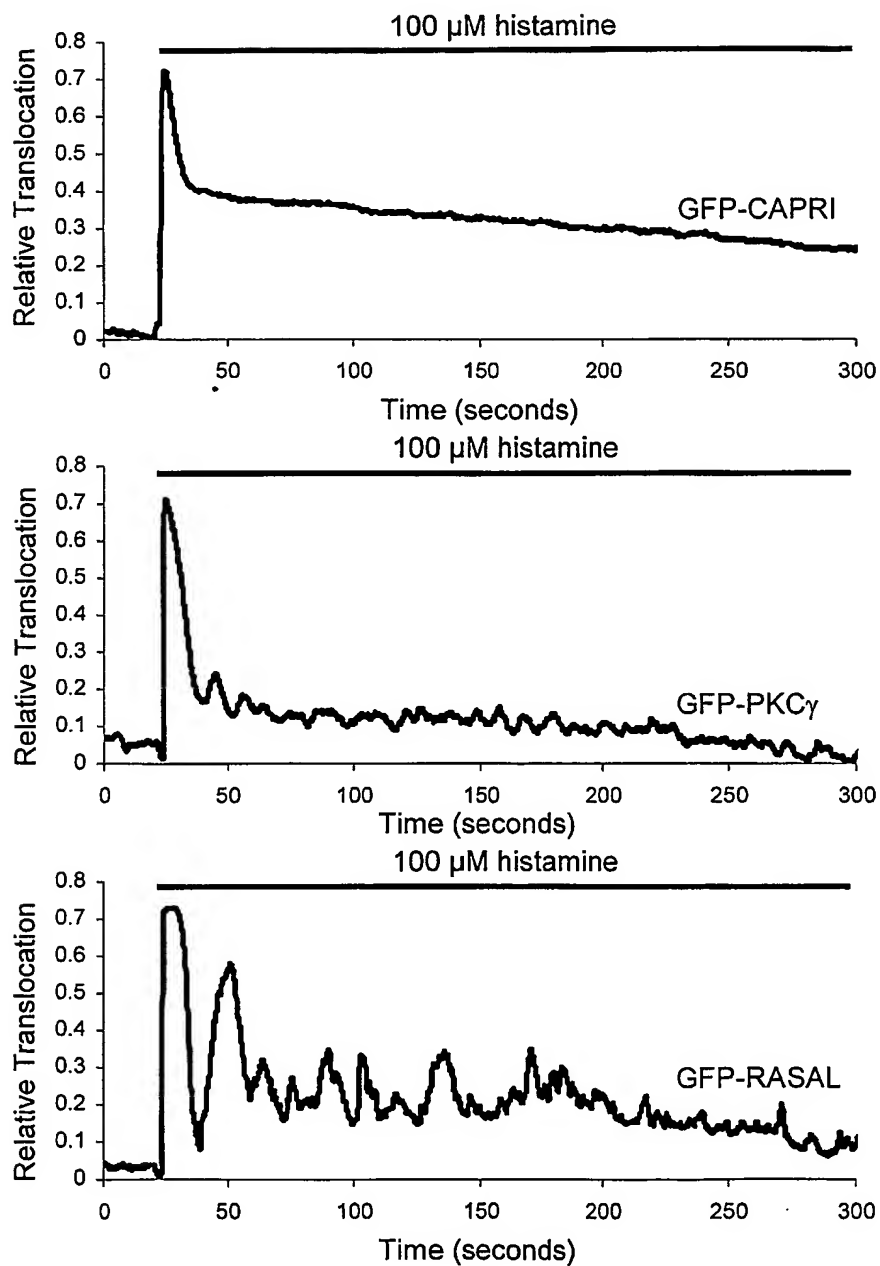 100 µM histamine
Relative Translocation
0.8
0.7
0.6
0.5
0.4
0.3
0.2
0.1
0
GFP-CAPRI
0 50 100 150 200 250 300
Time (seconds)
100 µM histamine
Relative Translocation
0.8
0.7
0.6
0.5
0.4
0.3
0.2
0.1
0
GFP-PKCγ
0 50 100 150 200 250 300
Time (seconds)
100 µM histamine
Relative Translocation
0.8
0.7
0.6
0.5
0.4
0.3
0.2
0.1
0
GFP-RASAL
0 50 100 150 200 250 300
Time (seconds)